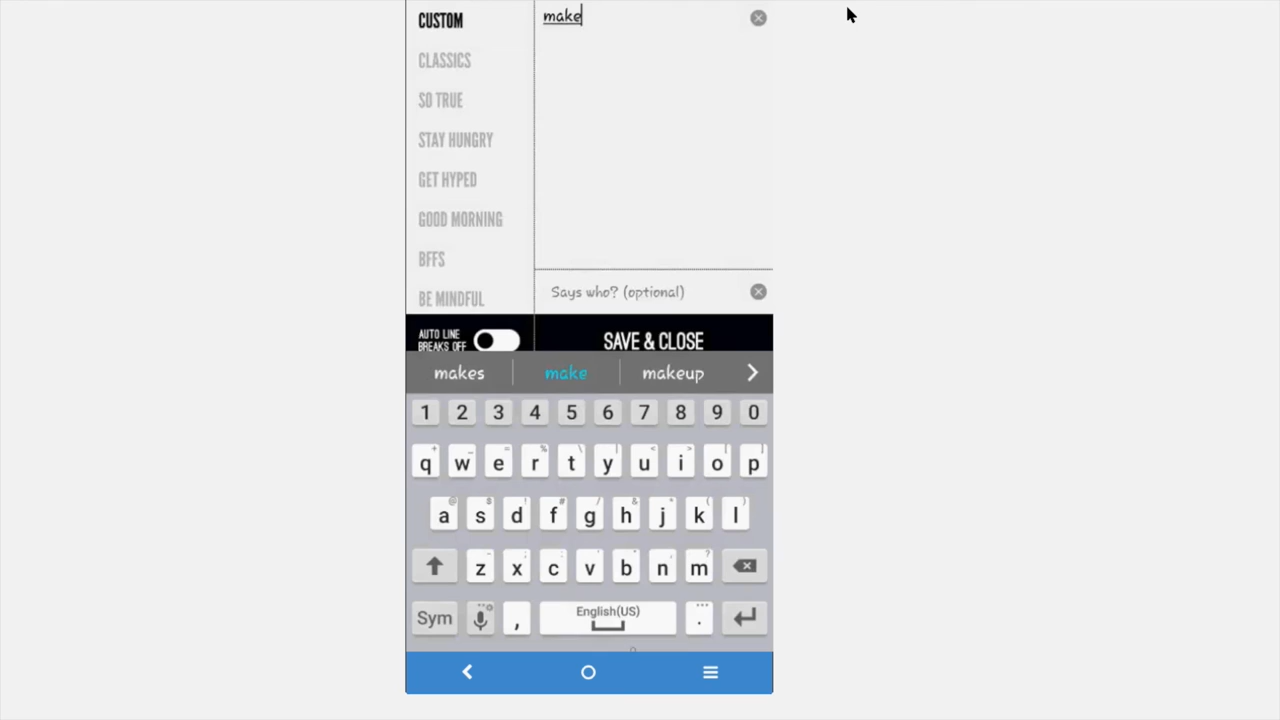 CUSTOM
make
CLASSICS
SO TRUE
STAY HUNGRY
GET HYPED
GOOD MORNING
BFFS
BE MINDFUL
Says who? (optional)
AUTO LINE
BREAKS OFF
SAVE & CLOSE
makes make makeup
1 2 3 4 5 6 7 8 9 0
q w e r t y u i o p
a s d f g h j k l
z x c v b n m
Sym , English(US) .